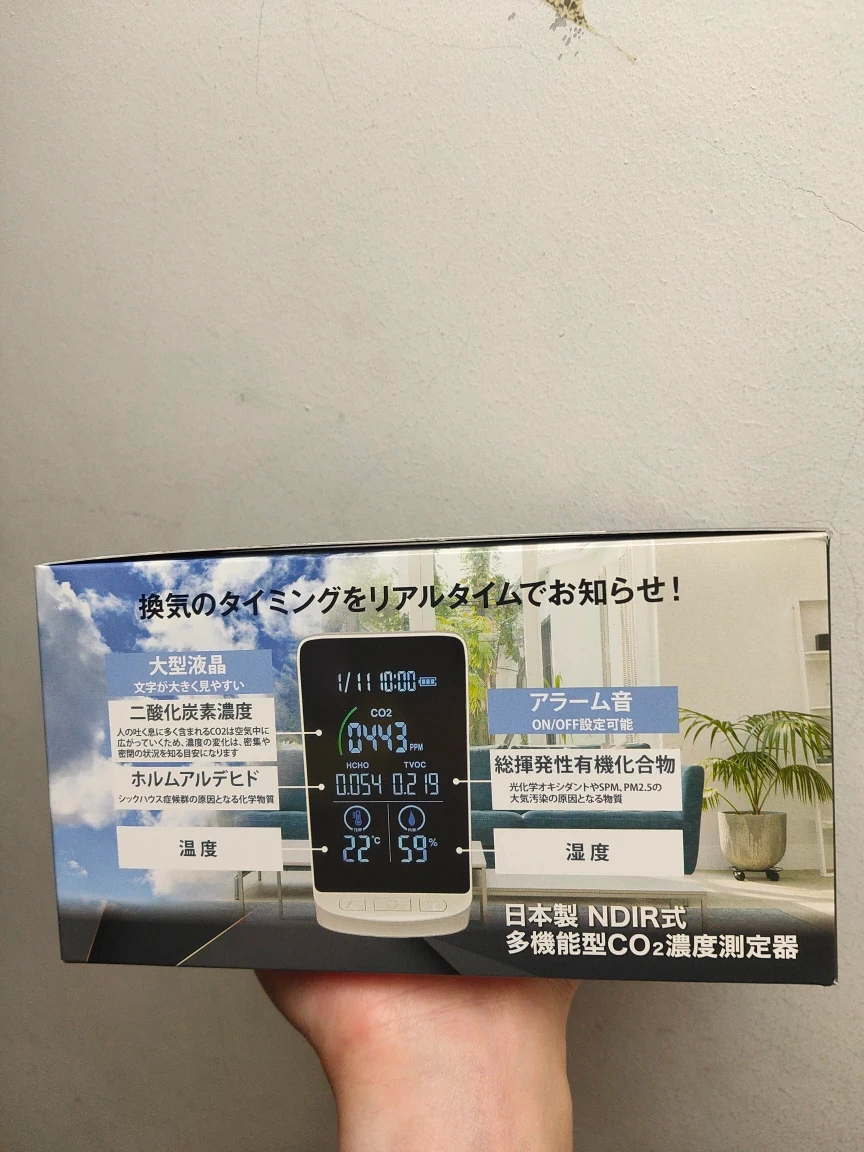 換気のタイミングをリアルタイムでお知らせ！
大型液晶
文字が大きく見やすい
二酸化炭素濃度
人の吐く息に多く含まれるCO2は空気中に
広がっていくため、濃度の変化は、密集や
密閉の状況を知る目安になります
ホルムアルデヒド
シックハウス症候群の原因となる化学物質
温度
1/11 10:00
CO2
0443 PPM
HCHO TVOC
0.054 0.219
TEMP HUMI
22℃ 59%
アラーム音
ON/OFF設定可能
総揮発性有機化合物
光化学オキシダントやSPM、PM2.5の
大気汚染の原因となる物質
湿度
日本製 NDIR式
多機能型CO2濃度測定器